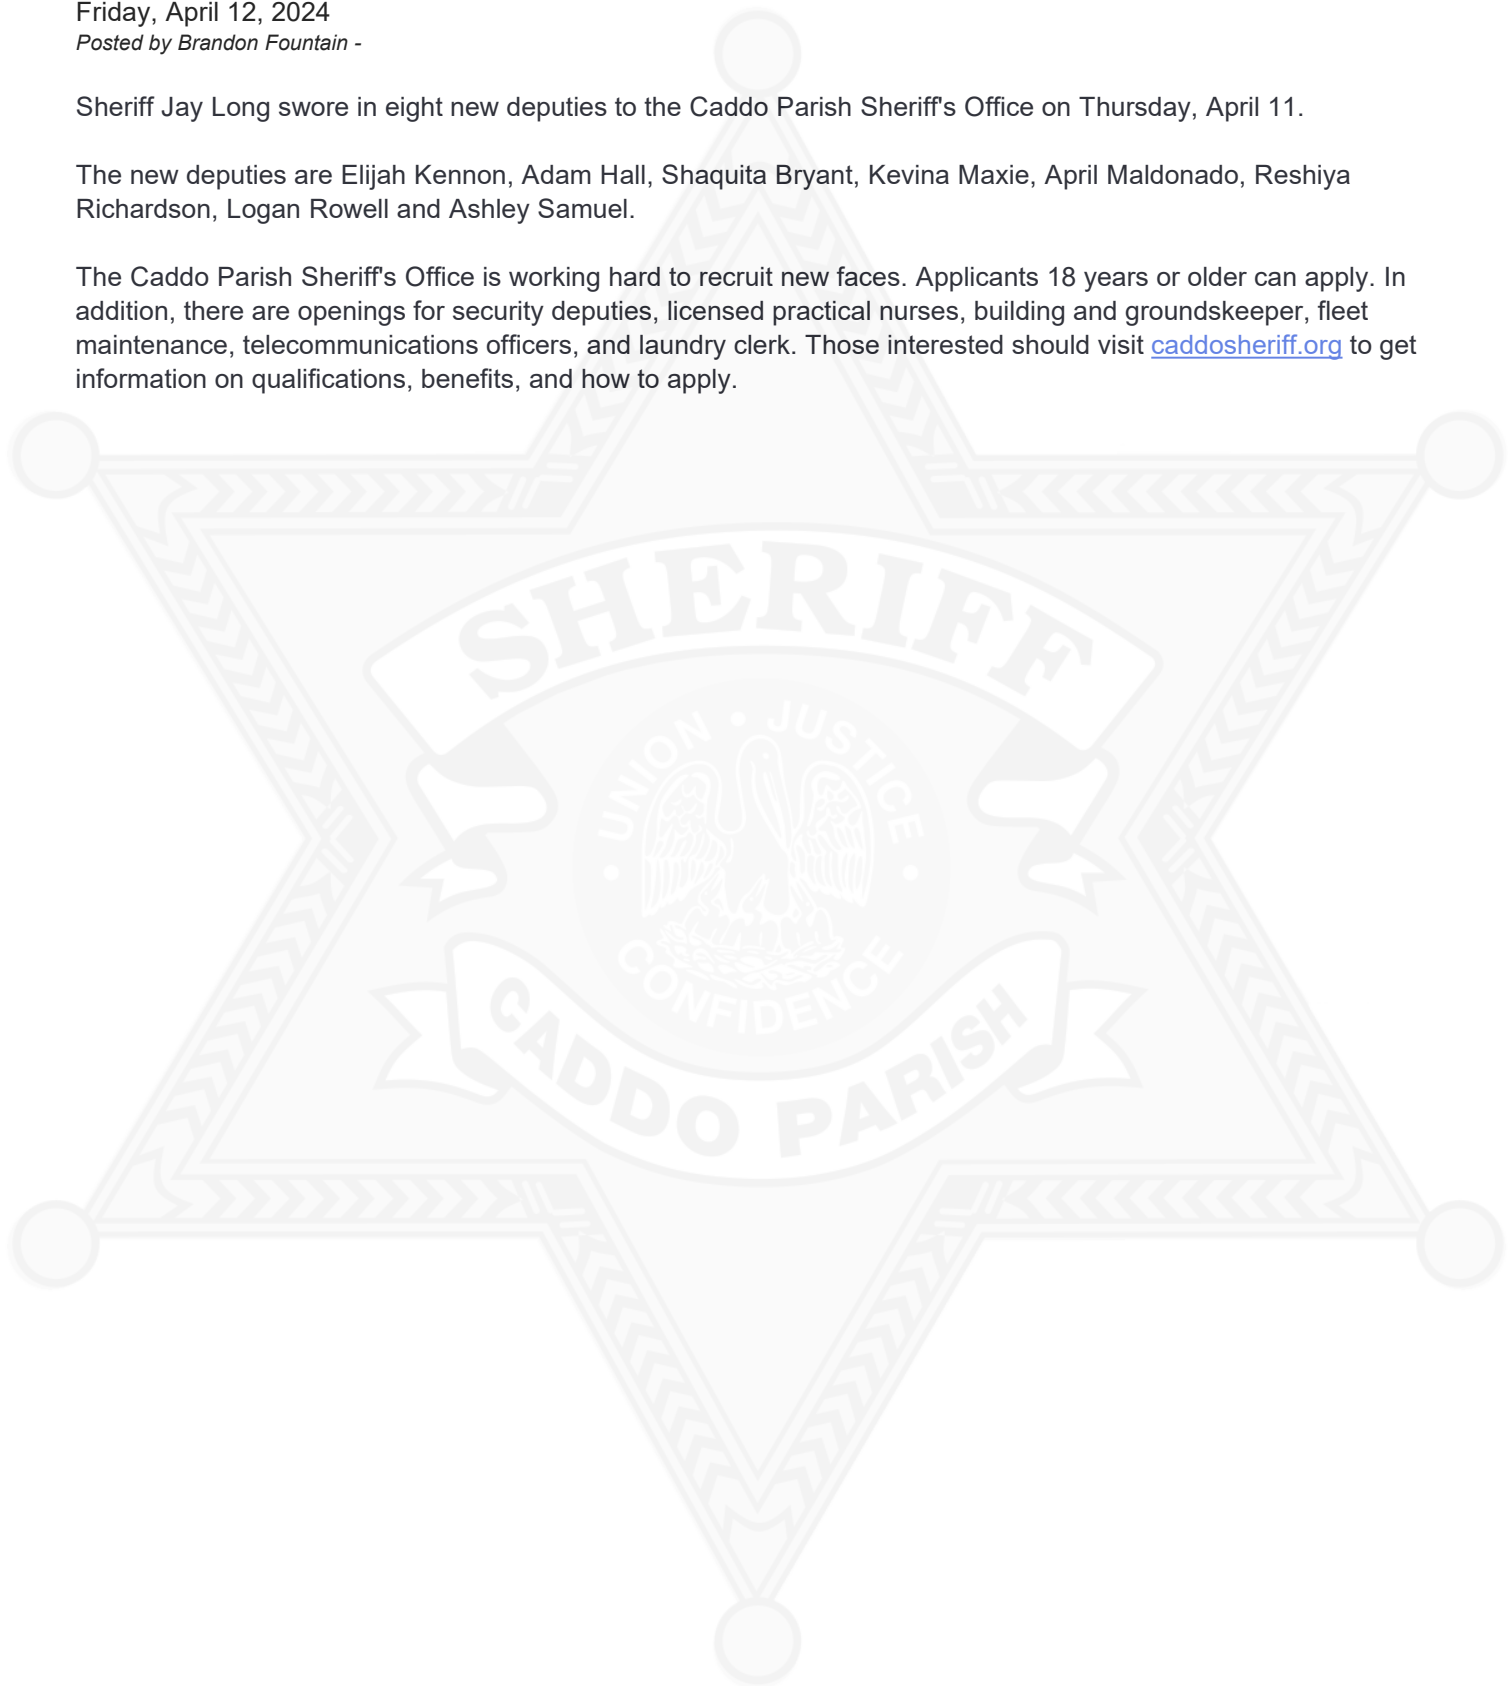 Friday, April 12, 2024
Posted by Brandon Fountain -
Sheriff Jay Long swore in eight new deputies to the Caddo Parish Sheriff's Office on Thursday, April 11.
The new deputies are Elijah Kennon, Adam Hall, Shaquita Bryant, Kevina Maxie, April Maldonado, Reshiya
Richardson, Logan Rowell and Ashley Samuel.
The Caddo Parish Sheriff's Office is working hard to recruit new faces. Applicants 18 years or older can apply. In
addition, there are openings for security deputies, licensed practical nurses, building and groundskeeper, fleet
maintenance, telecommunications officers, and laundry clerk. Those interested should visit caddosheriff.org to get
information on qualifications, benefits, and how to apply.
SHERIFF
UNION • JUSTICE
• CONFIDENCE •
CADDO PARISH